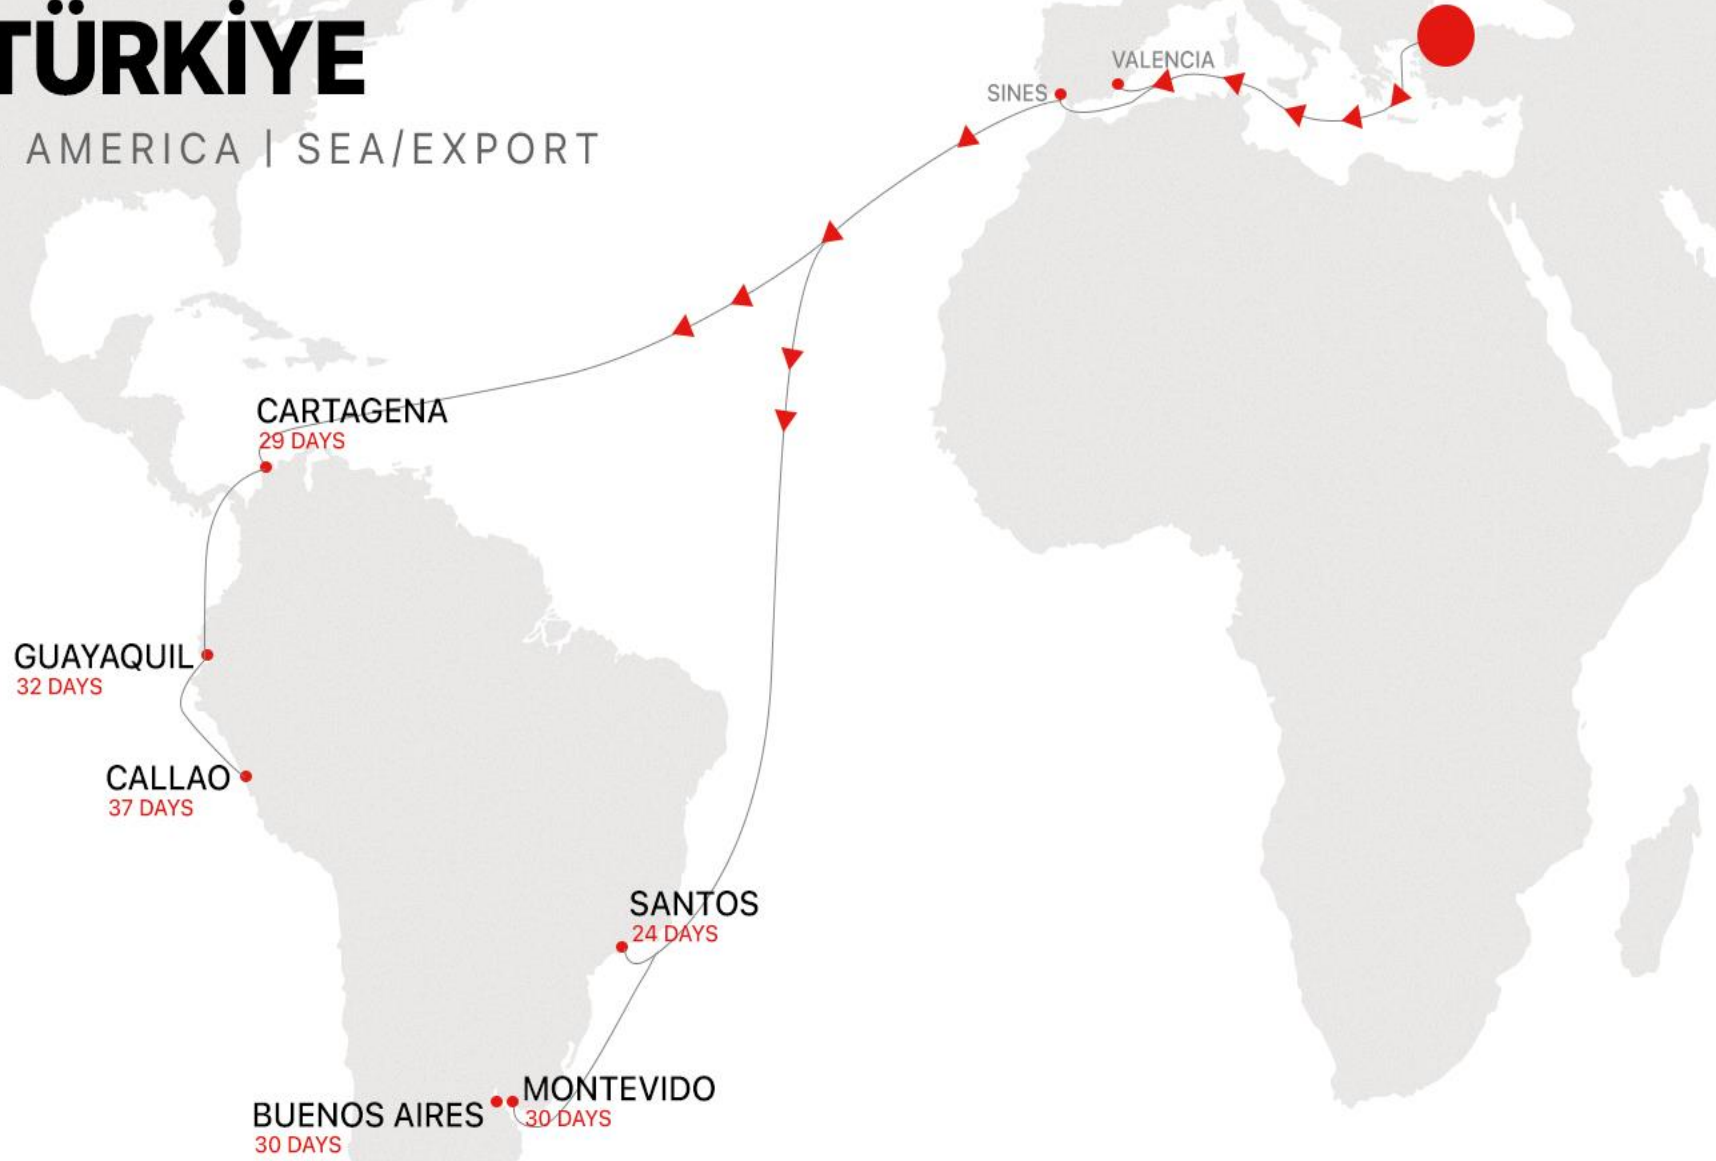 TÜRKİYE
AMERICA | SEA/EXPORT
VALENCIA
SINES
CARTAGENA
29 DAYS
GUAYAQUIL
32 DAYS
CALLAO
37 DAYS
SANTOS
24 DAYS
MONTEVIDO
30 DAYS
BUENOS AIRES
30 DAYS